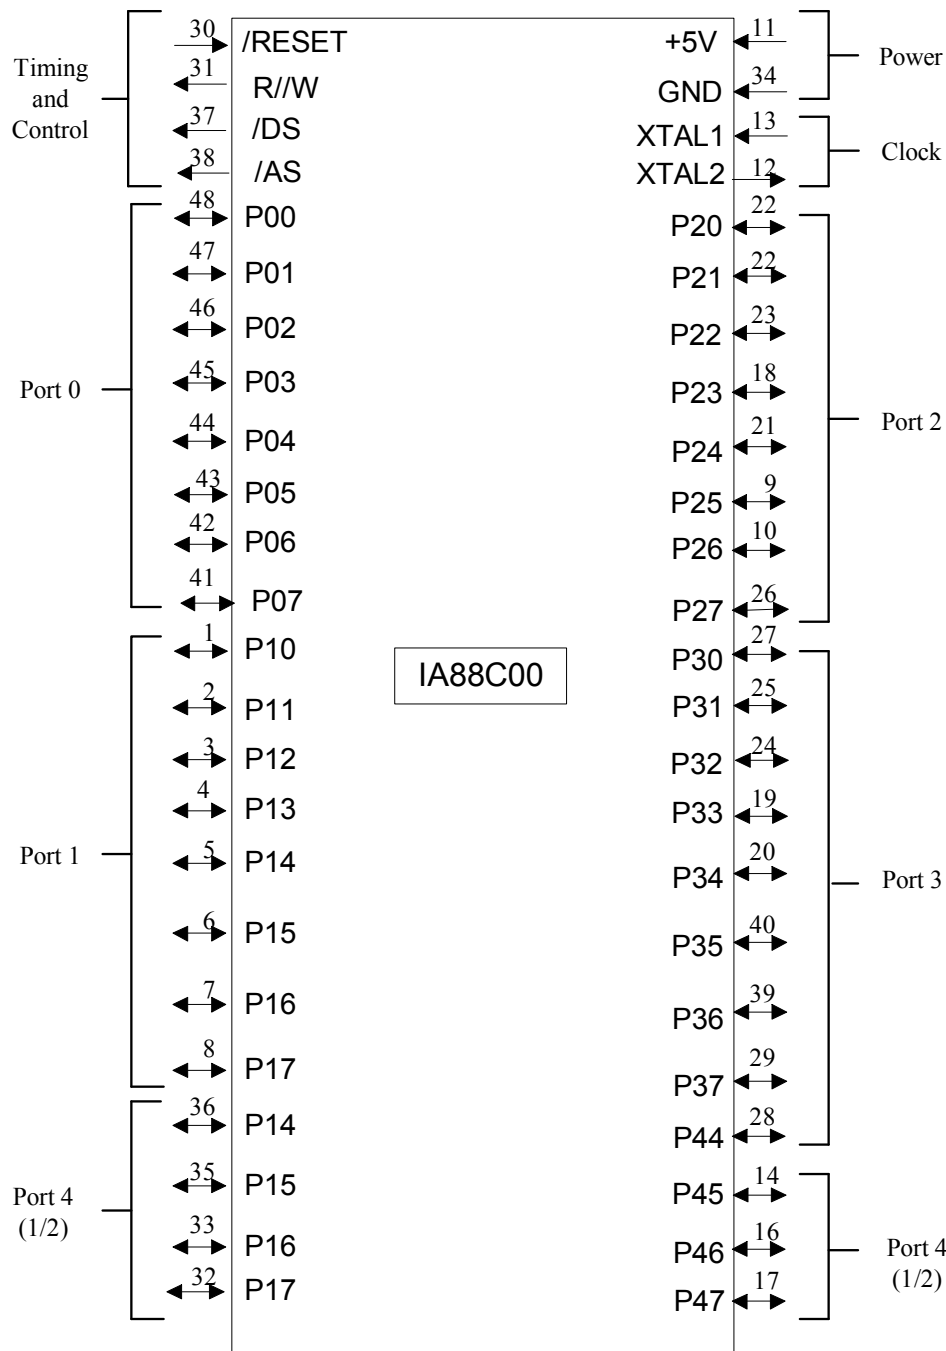 30 /RESET
31 R//W
37 /DS
38 /AS
Timing
and
Control
48 P00
47 P01
46 P02
45 P03
44 P04
43 P05
42 P06
41 P07
Port 0
1 P10
2 P11
3 P12
4 P13
5 P14
6 P15
7 P16
8 P17
Port 1
36 P14
35 P15
33 P16
32 P17
Port 4
(1/2)
IA88C00
+5V 11
GND 34
Power
XTAL1 13
XTAL2 12
Clock
P20 22
P21 22
P22 23
P23 18
P24 21
P25 9
P26 10
P27 26
Port 2
P30 27
P31 25
P32 24
P33 19
P34 20
P35 40
P36 39
P37 29
P44 28
Port 3
P45 14
P46 16
P47 17
Port 4
(1/2)